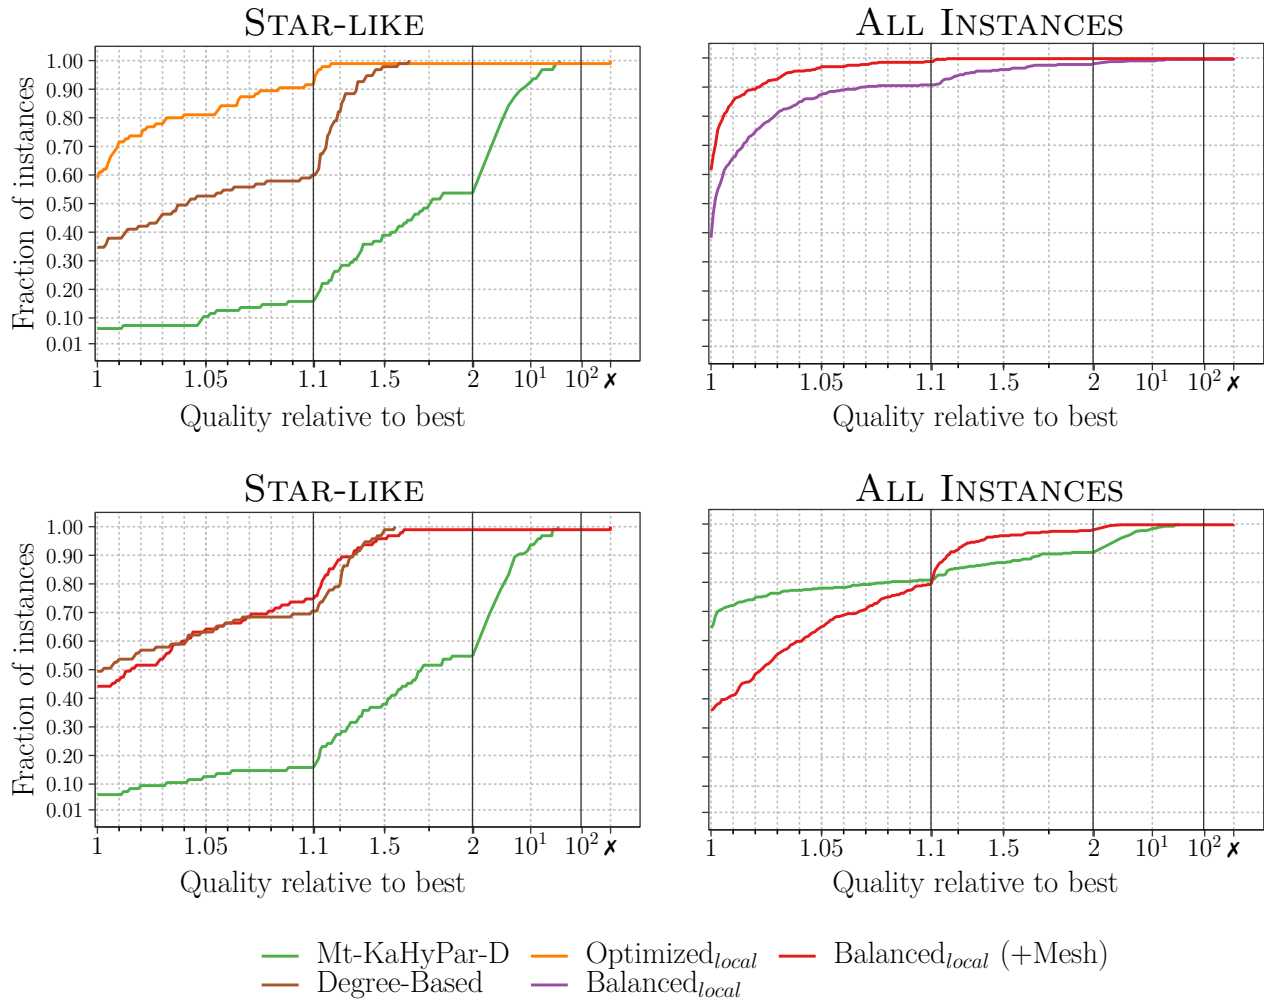 STAR-LIKE
ALL INSTANCES
Fraction of instances
1.00
0.90
0.80
0.70
0.60
0.50
0.40
0.30
0.20
0.10
0.01
1 1.05 1.1 1.5 2 10¹ 10² ✗
1 1.05 1.1 1.5 2 10¹ 10² ✗
Quality relative to best
Quality relative to best
STAR-LIKE
ALL INSTANCES
Fraction of instances
1.00
0.90
0.80
0.70
0.60
0.50
0.40
0.30
0.20
0.10
0.01
1 1.05 1.1 1.5 2 10¹ 10² ✗
1 1.05 1.1 1.5 2 10¹ 10² ✗
Quality relative to best
Quality relative to best
Mt-KaHyPar-D Optimized_local Balanced_local (+Mesh)
Degree-Based Balanced_local